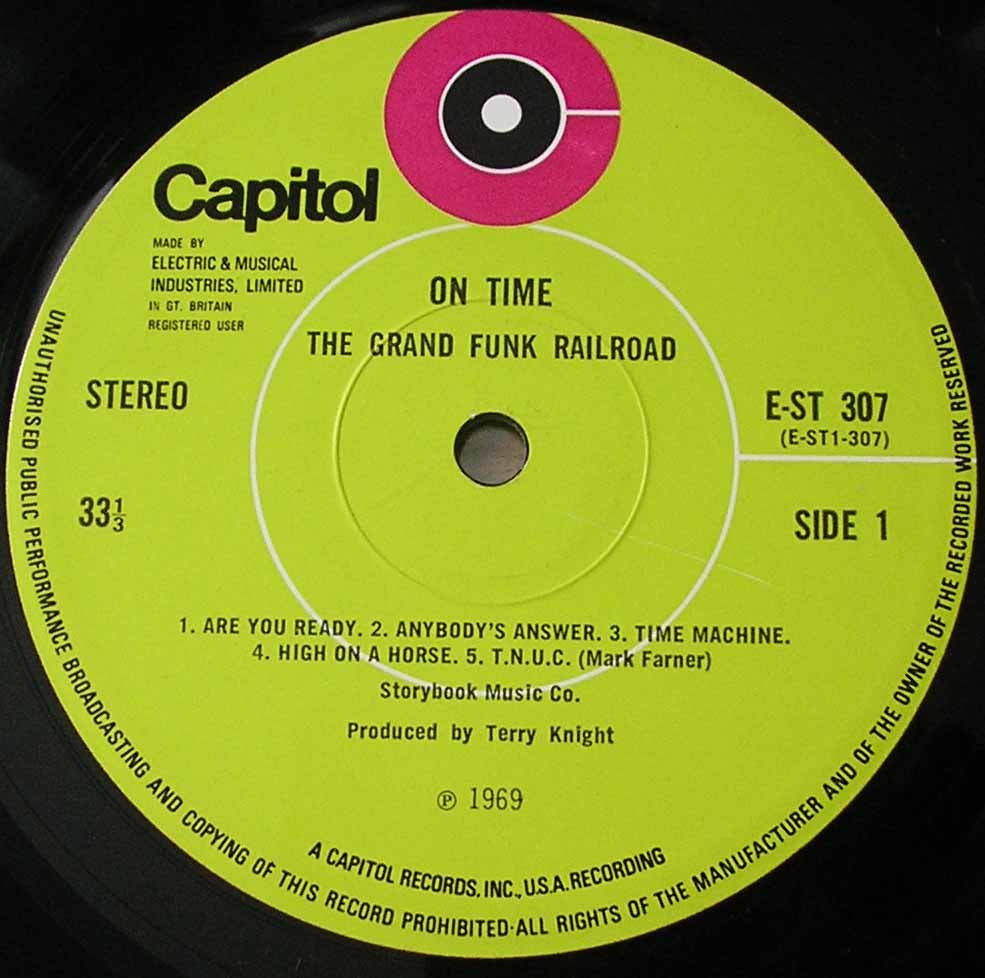 Capitol
MADE BY
ELECTRIC & MUSICAL
INDUSTRIES, LIMITED
IN GT. BRITAIN
REGISTERED USER
ON TIME
THE GRAND FUNK RAILROAD
STEREO
E-ST 307
(E-ST1-307)
33⅓
SIDE 1
1. ARE YOU READY. 2. ANYBODY'S ANSWER. 3. TIME MACHINE.
4. HIGH ON A HORSE. 5. T.N.U.C. (Mark Farner)
Storybook Music Co.
Produced by Terry Knight
℗ 1969
A CAPITOL RECORDS, INC., U.S.A. RECORDING
UNAUTHORISED PUBLIC PERFORMANCE BROADCASTING AND COPYING OF THIS RECORD PROHIBITED·ALL RIGHTS OF THE MANUFACTURER AND OF THE OWNER OF THE RECORDED WORK RESERVED